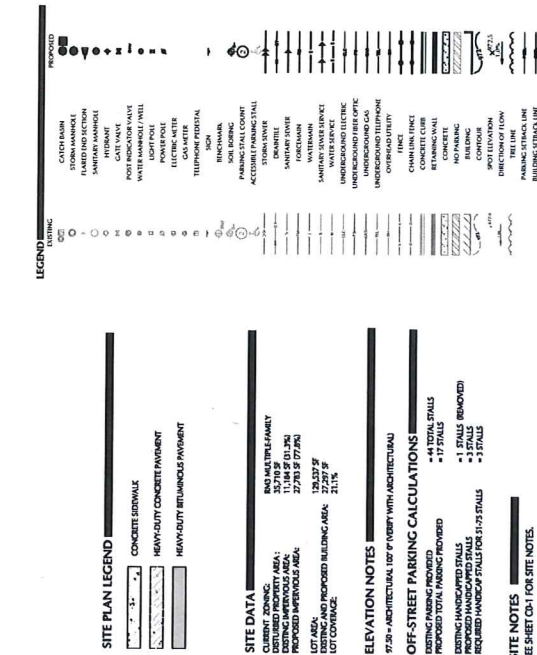 SITE PLAN LEGEND
CONCRETE SIDEWALK
HEAVY-DUTY CONCRETE PAVEMENT
HEAVY-DUTY BITUMINOUS PAVEMENT
SITE DATA
CURRENT ZONING: RM3 MULTIPLE-FAMILY
DISTURBED PROPERTY AREA: 35,710 SF
EXISTING IMPERVIOUS AREA: 11,184 SF (31.3%)
PROPOSED IMPERVIOUS AREA: 27,783 SF (77.8%)
LOT AREA: 129,537 SF
EXISTING AND PROPOSED BUILDING AREA: 27,297 SF
LOT COVERAGE: 21.1%
ELEVATION NOTES
97.50 = ARCHITECTURAL 100' 0" (VERIFY WITH ARCHITECTURAL)
OFF-STREET PARKING CALCULATIONS
EXISTING PARKING PROVIDED = 44 TOTAL STALLS
PROPOSED TOTAL PARKING PROVIDED = 17 STALLS
EXISTING HANDICAPPED STALLS = 1 STALLS (REMOVED)
PROPOSED HANDICAPPED STALLS = 3 STALLS
REQUIRED HANDICAP STALLS FOR 51-75 STALLS = 3 STALLS
ITE NOTES
EE SHEET CD-1 FOR SITE NOTES.
LEGEND
EXISTING PROPOSED
CATCH BASIN
STORM MANHOLE
FLARED END SECTION
SANITARY MANHOLE
HYDRANT
GATE VALVE
POST INDICATOR VALVE
WATER MANHOLE / WELL
LIGHT POLE
POWER POLE
ELECTRIC METER
GAS METER
TELEPHONE PEDESTAL
SIGN
BENCHMARK
SOIL BORING
PARKING STALL COUNT
ACCESSIBLE PARKING STALL
STORM SEWER
DRAINTILE
SANITARY SEWER
FORCEMAIN
WATERMAIN
SANITARY SEWER SERVICE
WATER SERVICE
UNDERGROUND ELECTRIC
UNDERGROUND FIBER OPTIC
UNDERGROUND GAS
UNDERGROUND TELEPHONE
OVERHEAD UTILITY
FENCE
CHAIN LINK FENCE
CONCRETE CURB
RETAINING WALL
CONCRETE
NO PARKING
BUILDING
CONTOUR
SPOT ELEVATION
DIRECTION OF FLOW
TREE LINE
PARKING SETBACK LINE
BUILDING SETBACK LINE